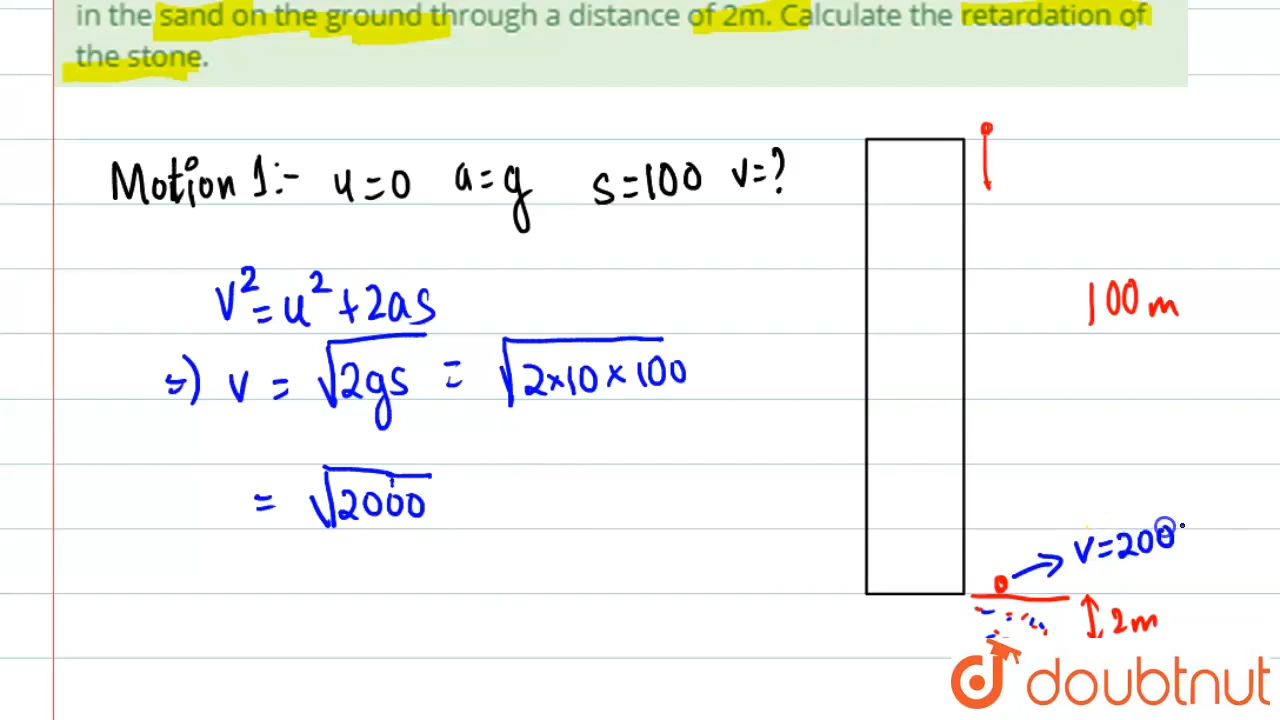 in the sand on the ground through a distance of 2m. Calculate the retardation of
the stone.
Motion 1:- u=0 a=g s=100 v=?
v²=u²+2as
⇒) v = √2gs = √2×10×100
= √2000
100 m
v=200
2m
doubtnut